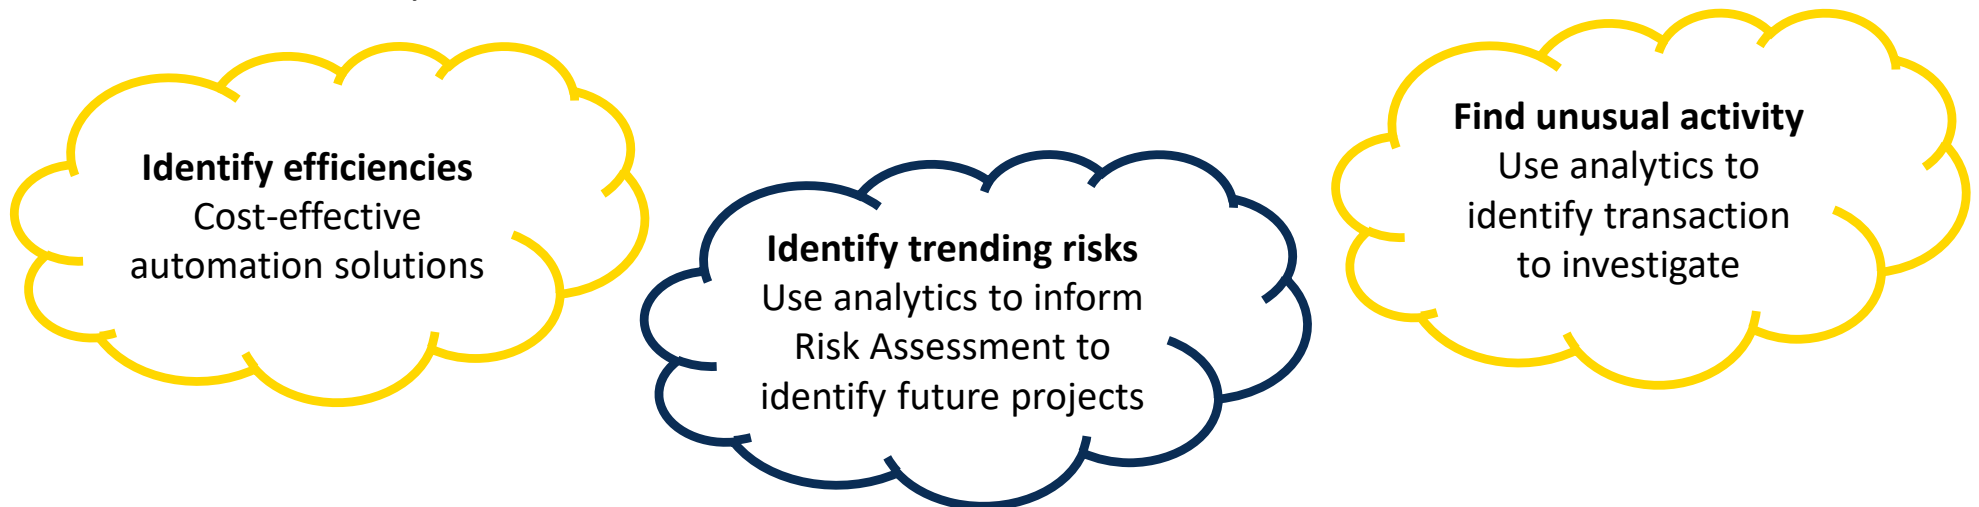 Identify efficiencies
Cost-effective
automation solutions
Identify trending risks
Use analytics to inform
Risk Assessment to
identify future projects
Find unusual activity
Use analytics to
identify transaction
to investigate